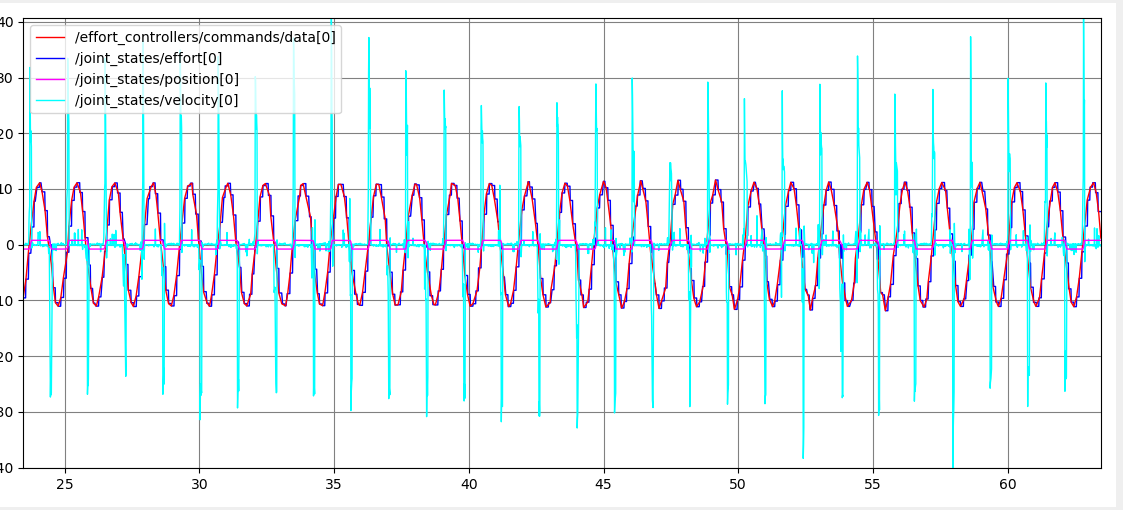 40
/effort_controllers/commands/data[0]
/joint_states/effort[0]
/joint_states/position[0]
/joint_states/velocity[0]
30
20
10
0
10
20
30
40
25 30 35 40 45 50 55 60